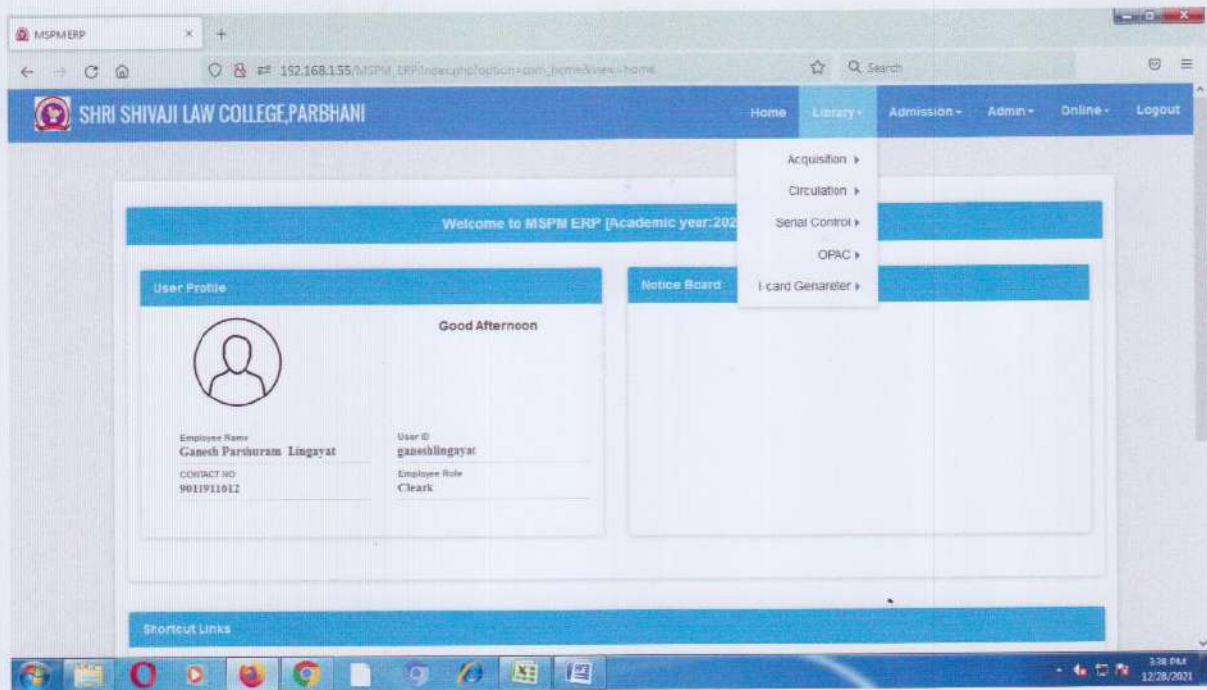 MSPM ERP
192.168.1.55/MSPM_ERP/index.php?option=com_home&view=home
Search
SHRI SHIVAJI LAW COLLEGE,PARBHANI
Home Library Admission Admin Online Logout
Acquisition
Circulation
Serial Control
OPAC
I-card Genareter
Welcome to MSPM ERP [Academic year:202
User Profile
Notice Board
Good Afternoon
Employee Name
Ganesh Parshuram Lingayat
User ID
ganeshlingayat
CONTACT NO
9011911612
Employee Role
Cleark
Shortcut Links
3:38 PM
12/28/2021